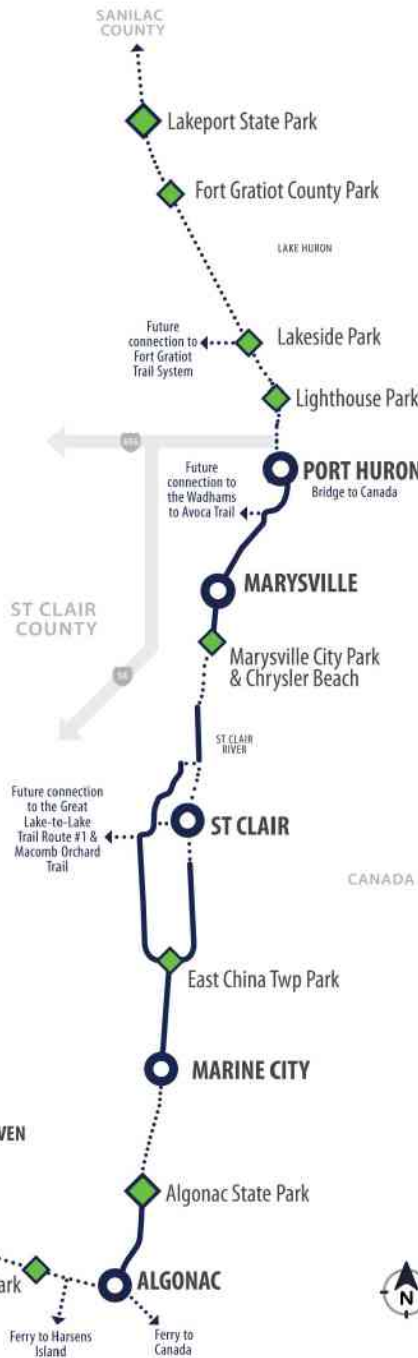 SANILAC
COUNTY
Lakeport State Park
Fort Gratiot County Park
LAKE HURON
Future
connection to
Fort Gratiot
Trail System
Lakeside Park
Lighthouse Park
PORT HURON
Bridge to Canada
Future
connection to
the Wadhams
to Avoca Trail
MARYSVILLE
ST CLAIR
COUNTY
Marysville City Park
& Chrysler Beach
ST CLAIR
RIVER
Future connection
to the Great
Lake-to-Lake
Trail Route #1 &
Macomb Orchard
Trail
ST CLAIR
CANADA
East China Twp Park
MARINE CITY
VEN
Algonac State Park
ark
ALGONAC
N
Ferry to Harsens
Island
Ferry to
Canada